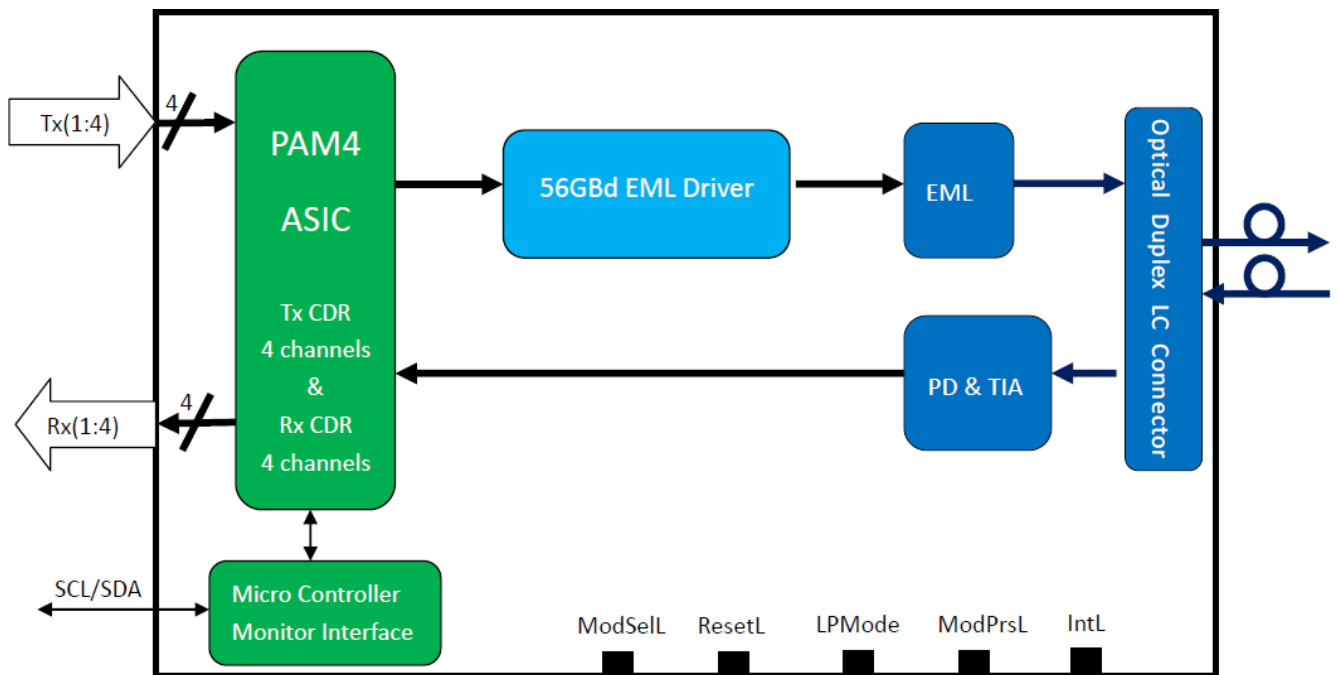 Tx(1:4)
4
PAM4
ASIC
Tx CDR
4 channels
&
Rx CDR
4 channels
56GBd EML Driver
EML
Optical Duplex LC Connector
PD & TIA
Rx(1:4)
4
SCL/SDA
Micro Controller
Monitor Interface
ModSelL
ResetL
LPMode
ModPrsL
IntL